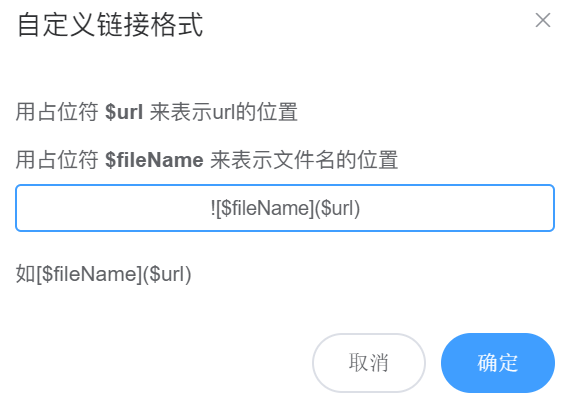 自定义链接格式
用占位符 $url 来表示url的位置
用占位符 $fileName 来表示文件名的位置
![$fileName]($url)
如[$fileName]($url)
取消
确定